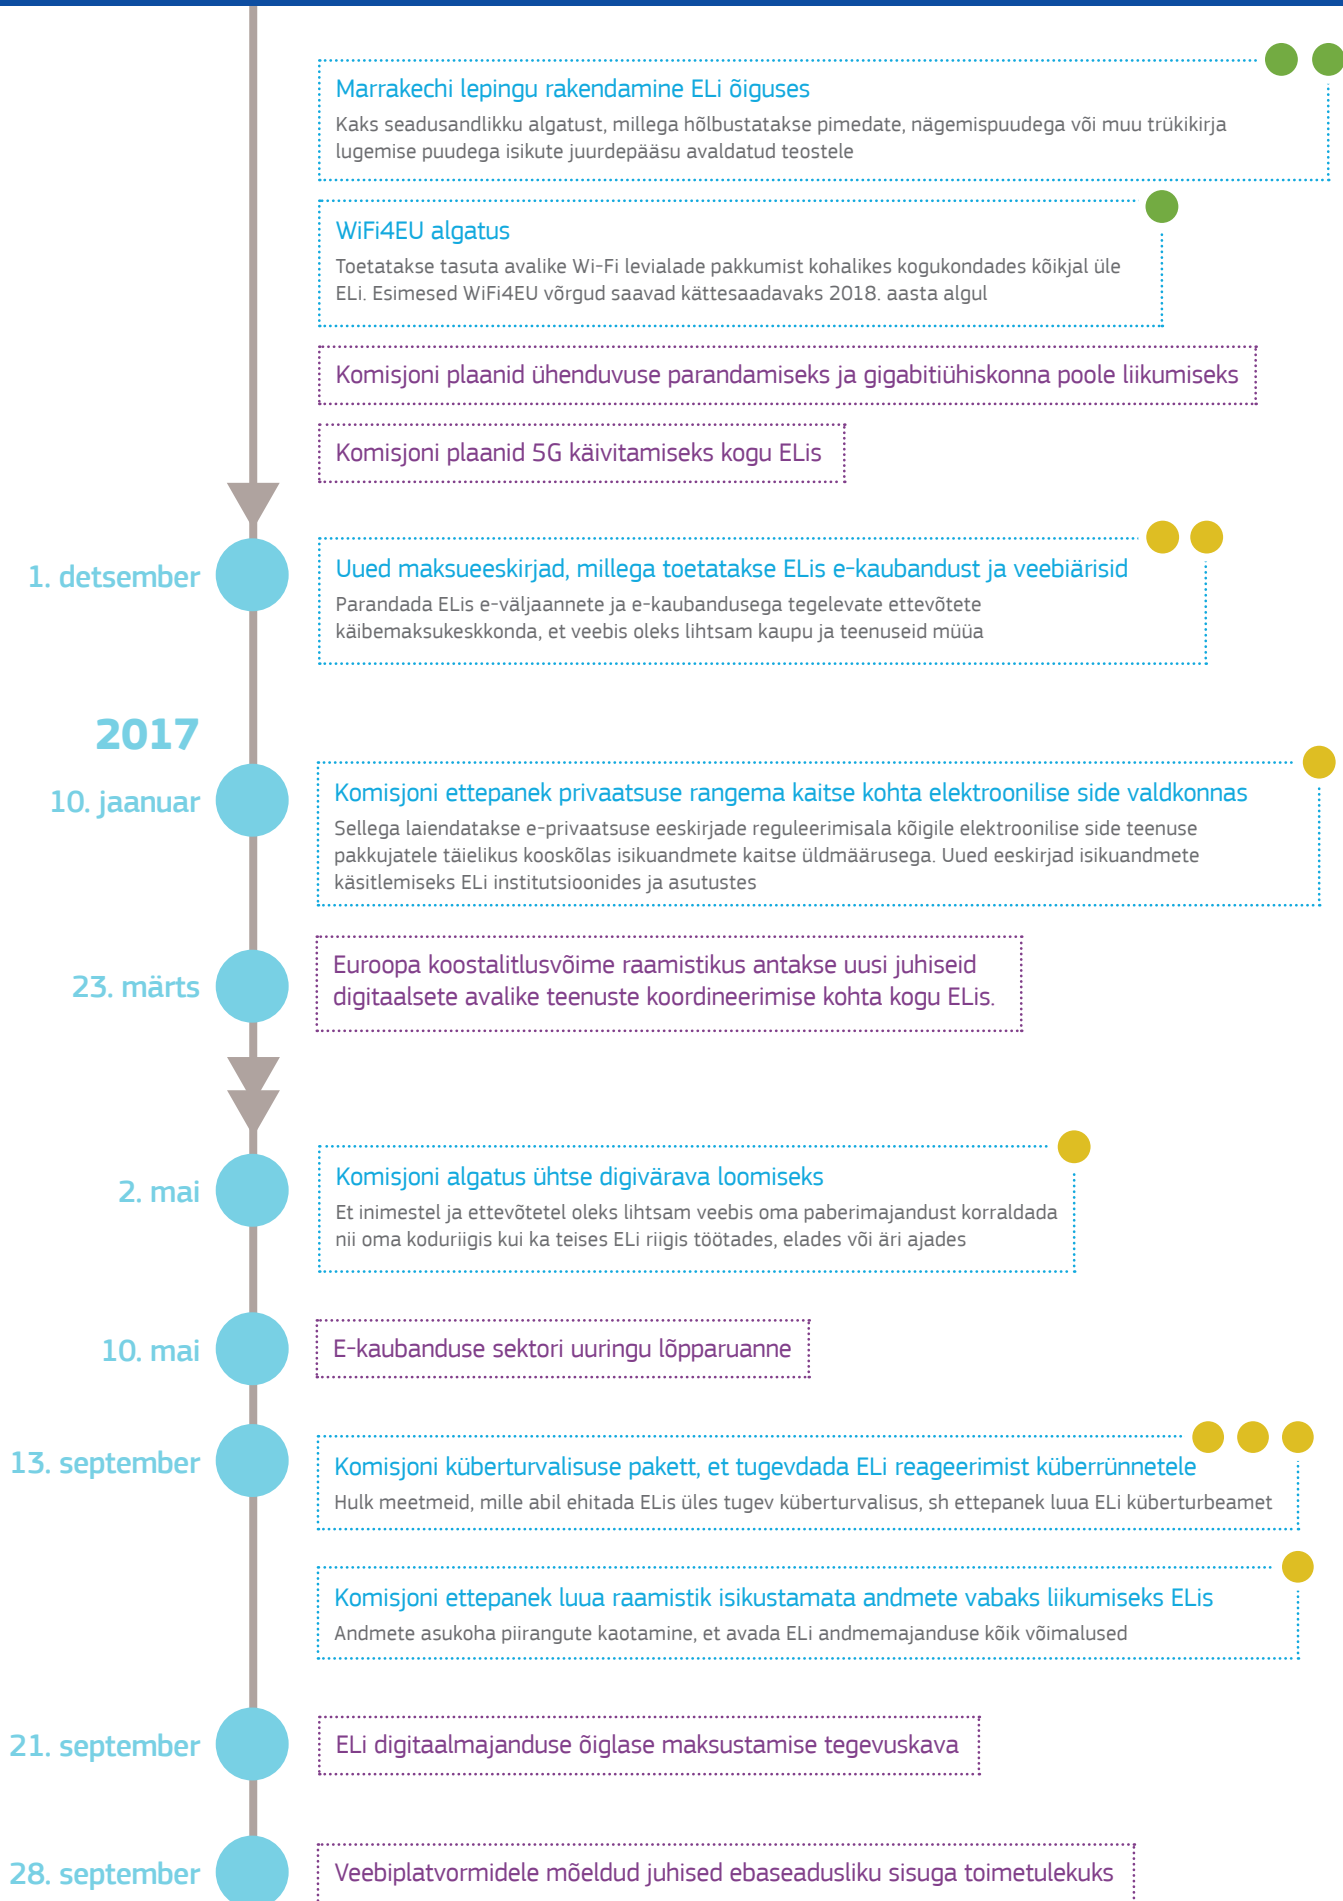 Marrakechi lepingu rakendamine ELi õiguses
Kaks seadusandlikku algatust, millega hõlbustatakse pimedate, nägemispuudega või muu trükikirja
lugemise puudega isikute juurdepääsu avaldatud teostele
WiFi4EU algatus
Toetatakse tasuta avalike Wi-Fi levialade pakkumist kohalikes kogukondades kõikjal üle
ELi. Esimesed WiFi4EU võrgud saavad kättesaadavaks 2018. aasta algul
Komisjoni plaanid ühenduvuse parandamiseks ja gigabitiühiskonna poole liikumiseks
Komisjoni plaanid 5G käivitamiseks kogu ELis
1. detsember
Uued maksueeskirjad, millega toetatakse ELis e-kaubandust ja veebiärisid
Parandada ELis e-väljaannete ja e-kaubandusega tegelevate ettevõtete
käibemaksukeskkonda, et veebis oleks lihtsam kaupu ja teenuseid müüa
2017
10. jaanuar
Komisjoni ettepanek privaatsuse rangema kaitse kohta elektroonilise side valdkonnas
Sellega laiendatakse e-privaatsuse eeskirjade reguleerimisala kõigile elektroonilise side teenuse
pakkujatele täielikus kooskõlas isikuandmete kaitse üldmäärusega. Uued eeskirjad isikuandmete
käsitlemiseks ELi institutsioonides ja asutustes
23. märts
Euroopa koostalitlusvõime raamistikus antakse uusi juhiseid
digitaalsete avalike teenuste koordineerimise kohta kogu ELis.
2. mai
Komisjoni algatus ühtse digivärava loomiseks
Et inimestel ja ettevõtetel oleks lihtsam veebis oma paberimajandust korraldada
nii oma koduriigis kui ka teises ELi riigis töötades, elades või äri ajades
10. mai
E-kaubanduse sektori uuringu lõpparuanne
13. september
Komisjoni küberturvalisuse pakett, et tugevdada ELi reageerimist küberrünnetele
Hulk meetmeid, mille abil ehitada ELis üles tugev küberturvalisus, sh ettepanek luua ELi küberturbeamet
Komisjoni ettepanek luua raamistik isikustamata andmete vabaks liikumiseks ELis
Andmete asukoha piirangute kaotamine, et avada ELi andmemajanduse kõik võimalused
21. september
ELi digitaalmajanduse õiglase maksustamise tegevuskava
28. september
Veebiplatvormidele mõeldud juhised ebaseadusliku sisuga toimetulekuks